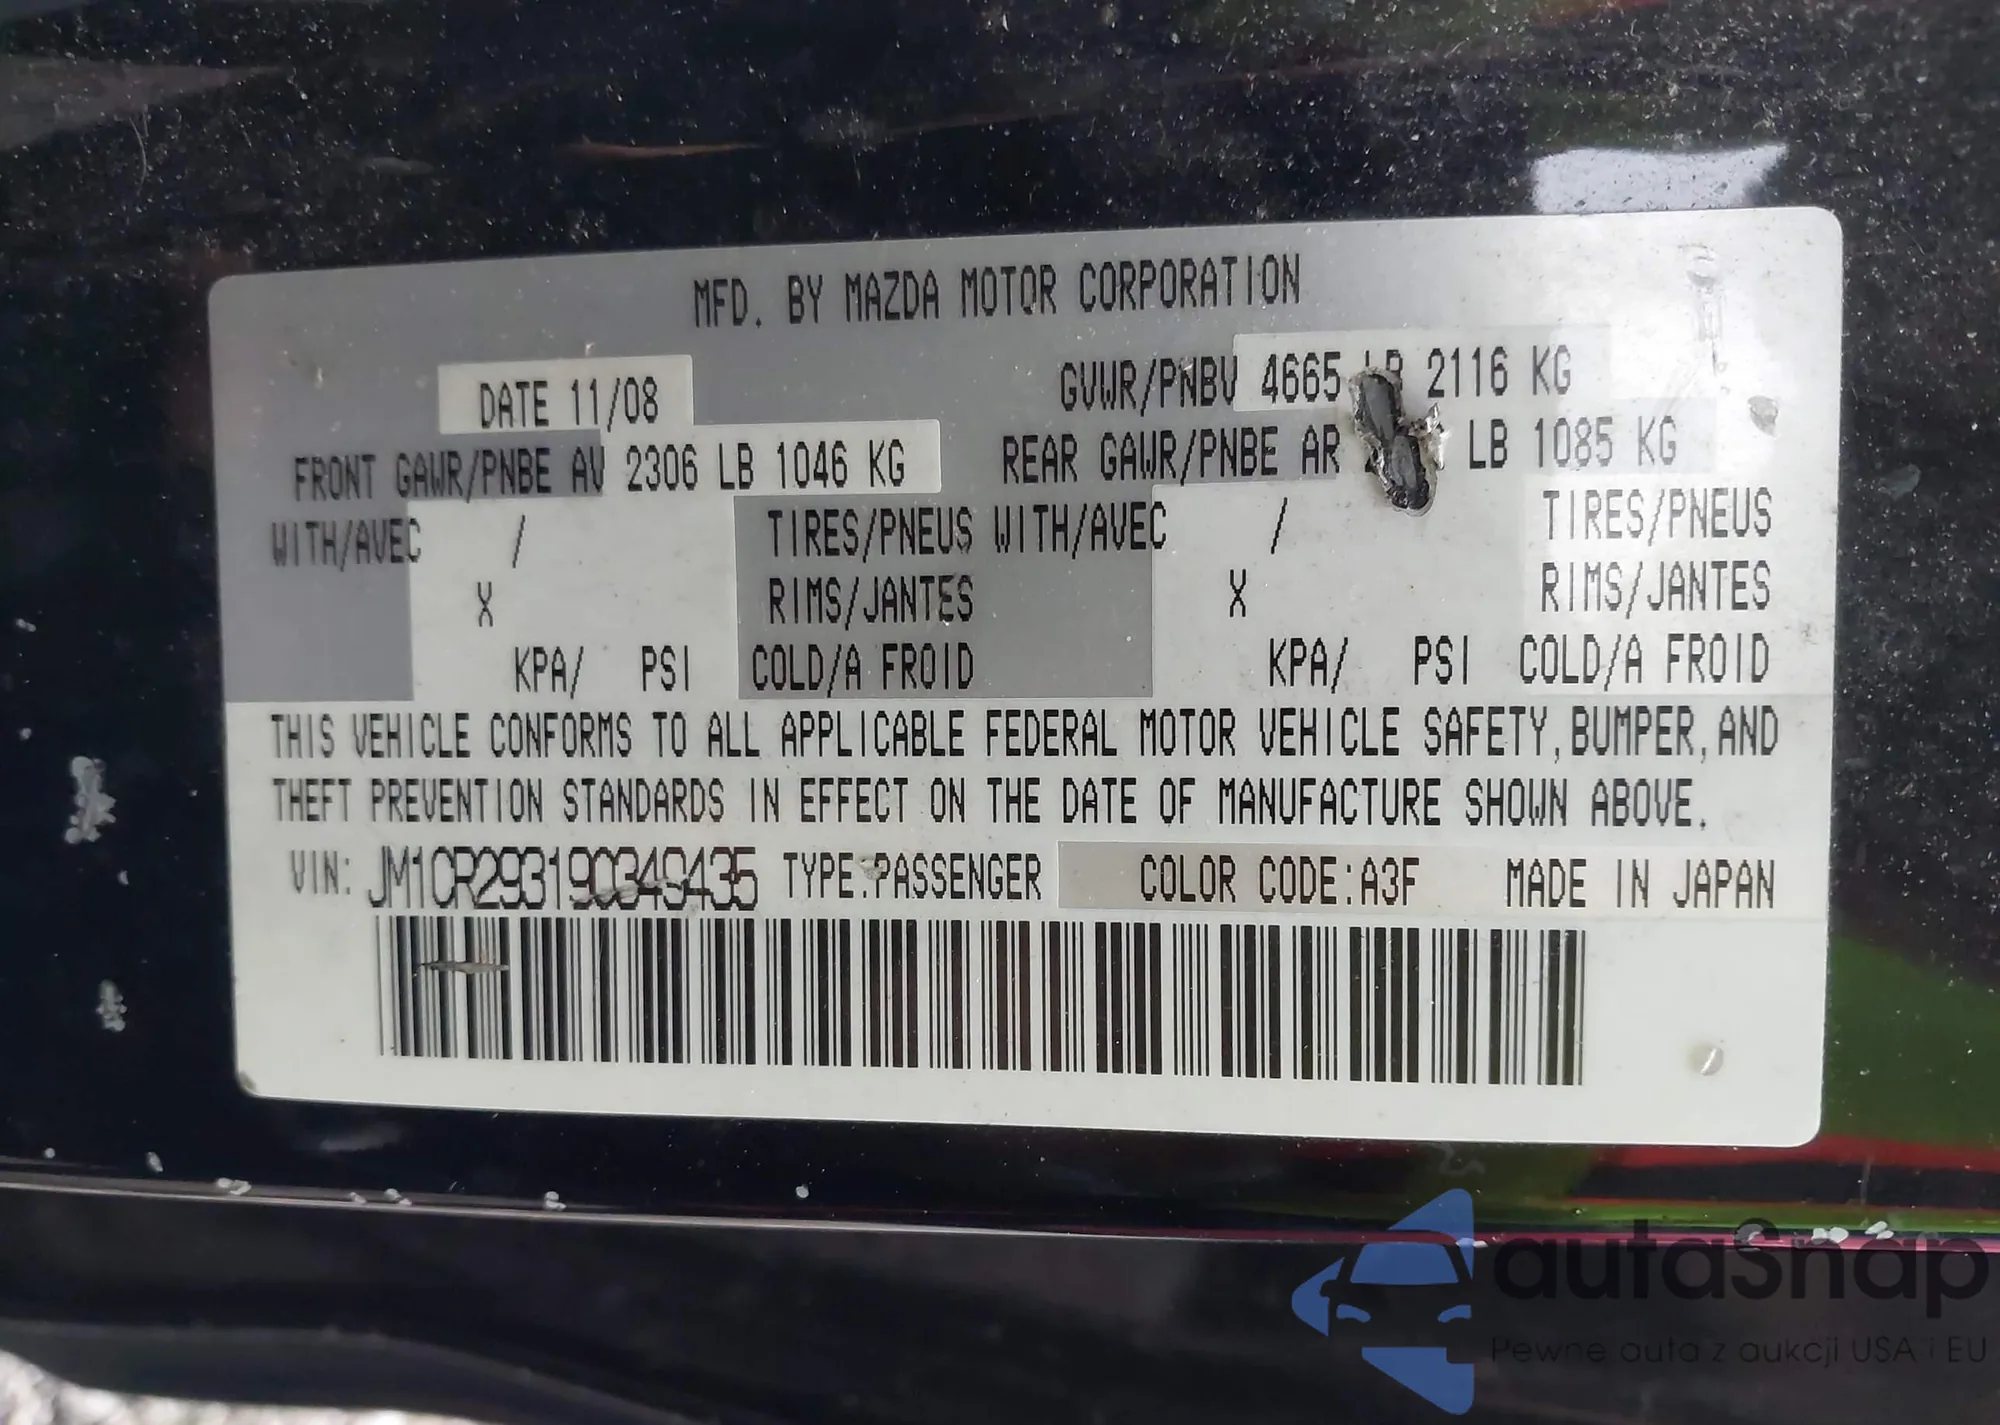 MFD. BY MAZDA MOTOR CORPORATION
DATE 11/08 GVWR/PNBV 4665 LB 2116 KG
FRONT GAWR/PNBE AV 2306 LB 1046 KG REAR GAWR/PNBE AR LB 1085 KG
WITH/AVEC / TIRES/PNEUS WITH/AVEC / TIRES/PNEUS
X RIMS/JANTES X RIMS/JANTES
KPA/ PSI COLD/A FROID KPA/ PSI COLD/A FROID
THIS VEHICLE CONFORMS TO ALL APPLICABLE FEDERAL MOTOR VEHICLE SAFETY, BUMPER, AND
THEFT PREVENTION STANDARDS IN EFFECT ON THE DATE OF MANUFACTURE SHOWN ABOVE.
VIN: JM1CR293190349435 TYPE:PASSENGER COLOR CODE:A3F MADE IN JAPAN
autaSnap
Pewne auta z aukcji USA i EU